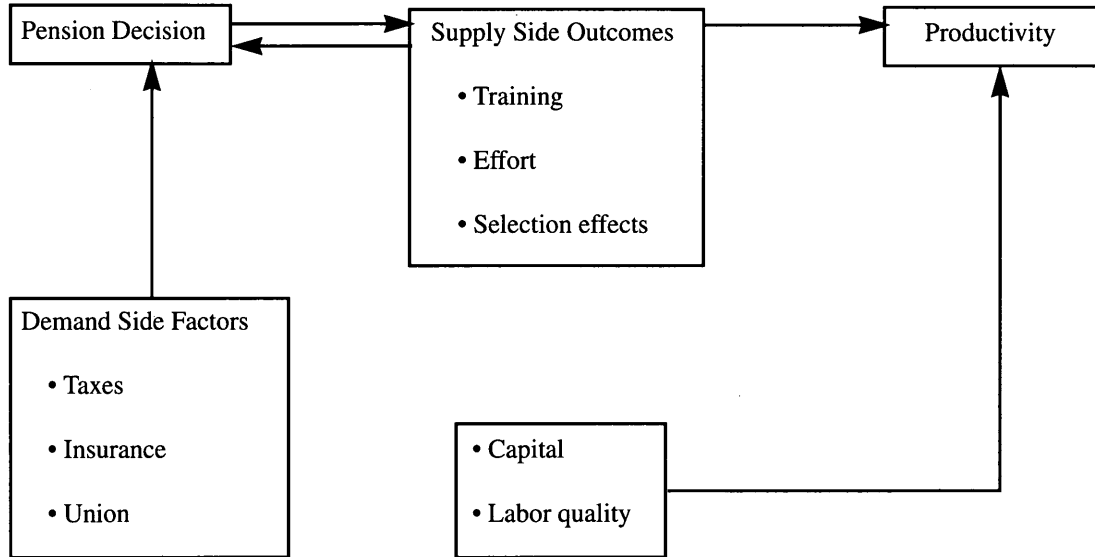 Pension Decision
Supply Side Outcomes
• Training
• Effort
• Selection effects
Productivity
Demand Side Factors
• Taxes
• Insurance
• Union
• Capital
• Labor quality